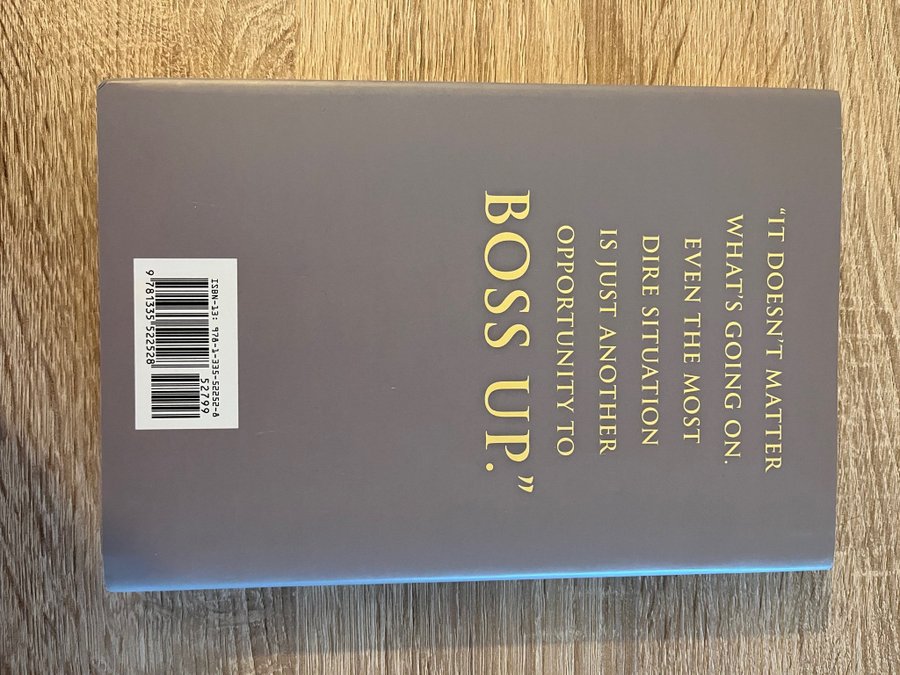 “IT DOESN’T MATTER
WHAT’S GOING ON.
EVEN THE MOST
DIRE SITUATION
IS JUST ANOTHER
OPPORTUNITY TO
BOSS UP.”
ISBN-13: 978-1-335-52252-8
52799
9 781335 522528